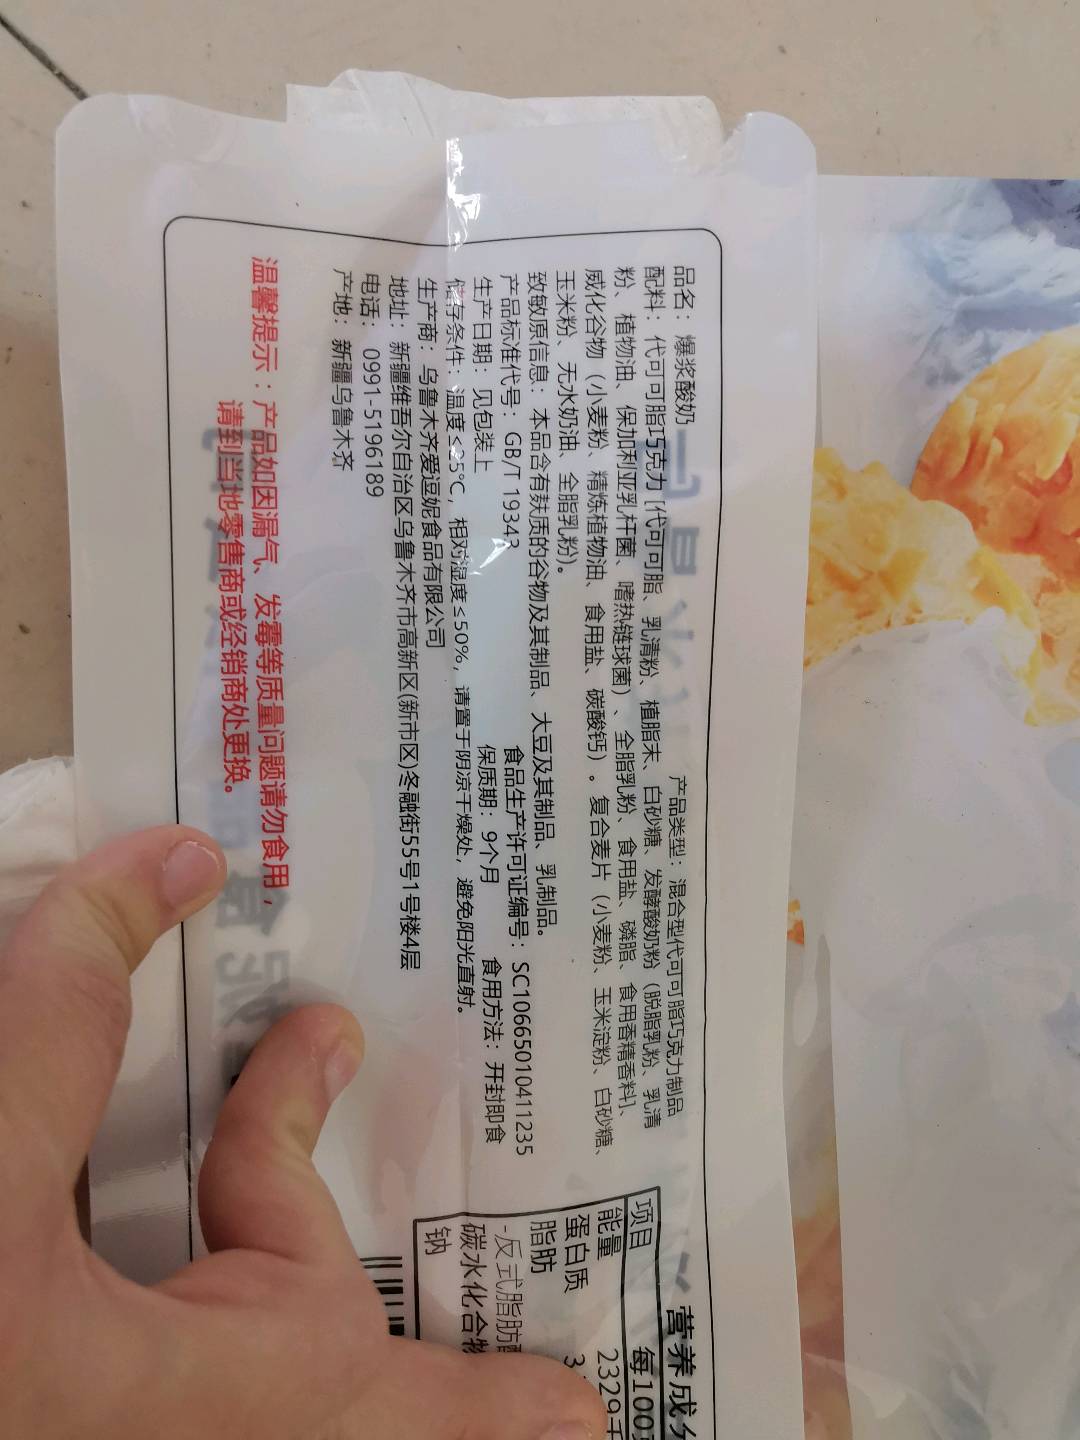 品名：爆浆酸奶
产品类型：混合型代可可脂巧克力制品
配料：代可可脂巧克力 [代可可脂、乳清粉、植脂末、白砂糖、发酵酸奶粉（脱脂乳粉、乳清
粉、植物油、保加利亚乳杆菌、嗜热链球菌）、全脂乳粉、食用盐、磷脂、食用香精香料]、
威化谷物（小麦粉、精炼植物油、食用盐、碳酸钙）。复合麦片（小麦粉、玉米淀粉、白砂糖、
玉米粉、无水奶油、全脂乳粉）。
致敏原信息：本品含有麸质的谷物及其制品、大豆及其制品、乳制品。
产品标准代号：GB/T 19343 食品生产许可证编号：SC10665010411235
生产日期：见包装上 保质期：9个月 食用方法：开封即食
储存条件：温度≤25℃，相对湿度≤50%，请置于阴凉干燥处，避免阳光直射。
生产商：乌鲁木齐爱逗妮食品有限公司
地址：新疆维吾尔自治区乌鲁木齐市高新区(新市区)冬融街55号1号楼4层
电话：0991-5196189
产地：新疆乌鲁木齐
温馨提示：产品如因漏气、发霉等质量问题请勿食用，
请到当地零售商或经销商处更换。
营养成分
项目 每100
能量 2329千
蛋白质 3
脂肪
-反式脂肪
碳水化合物
钠